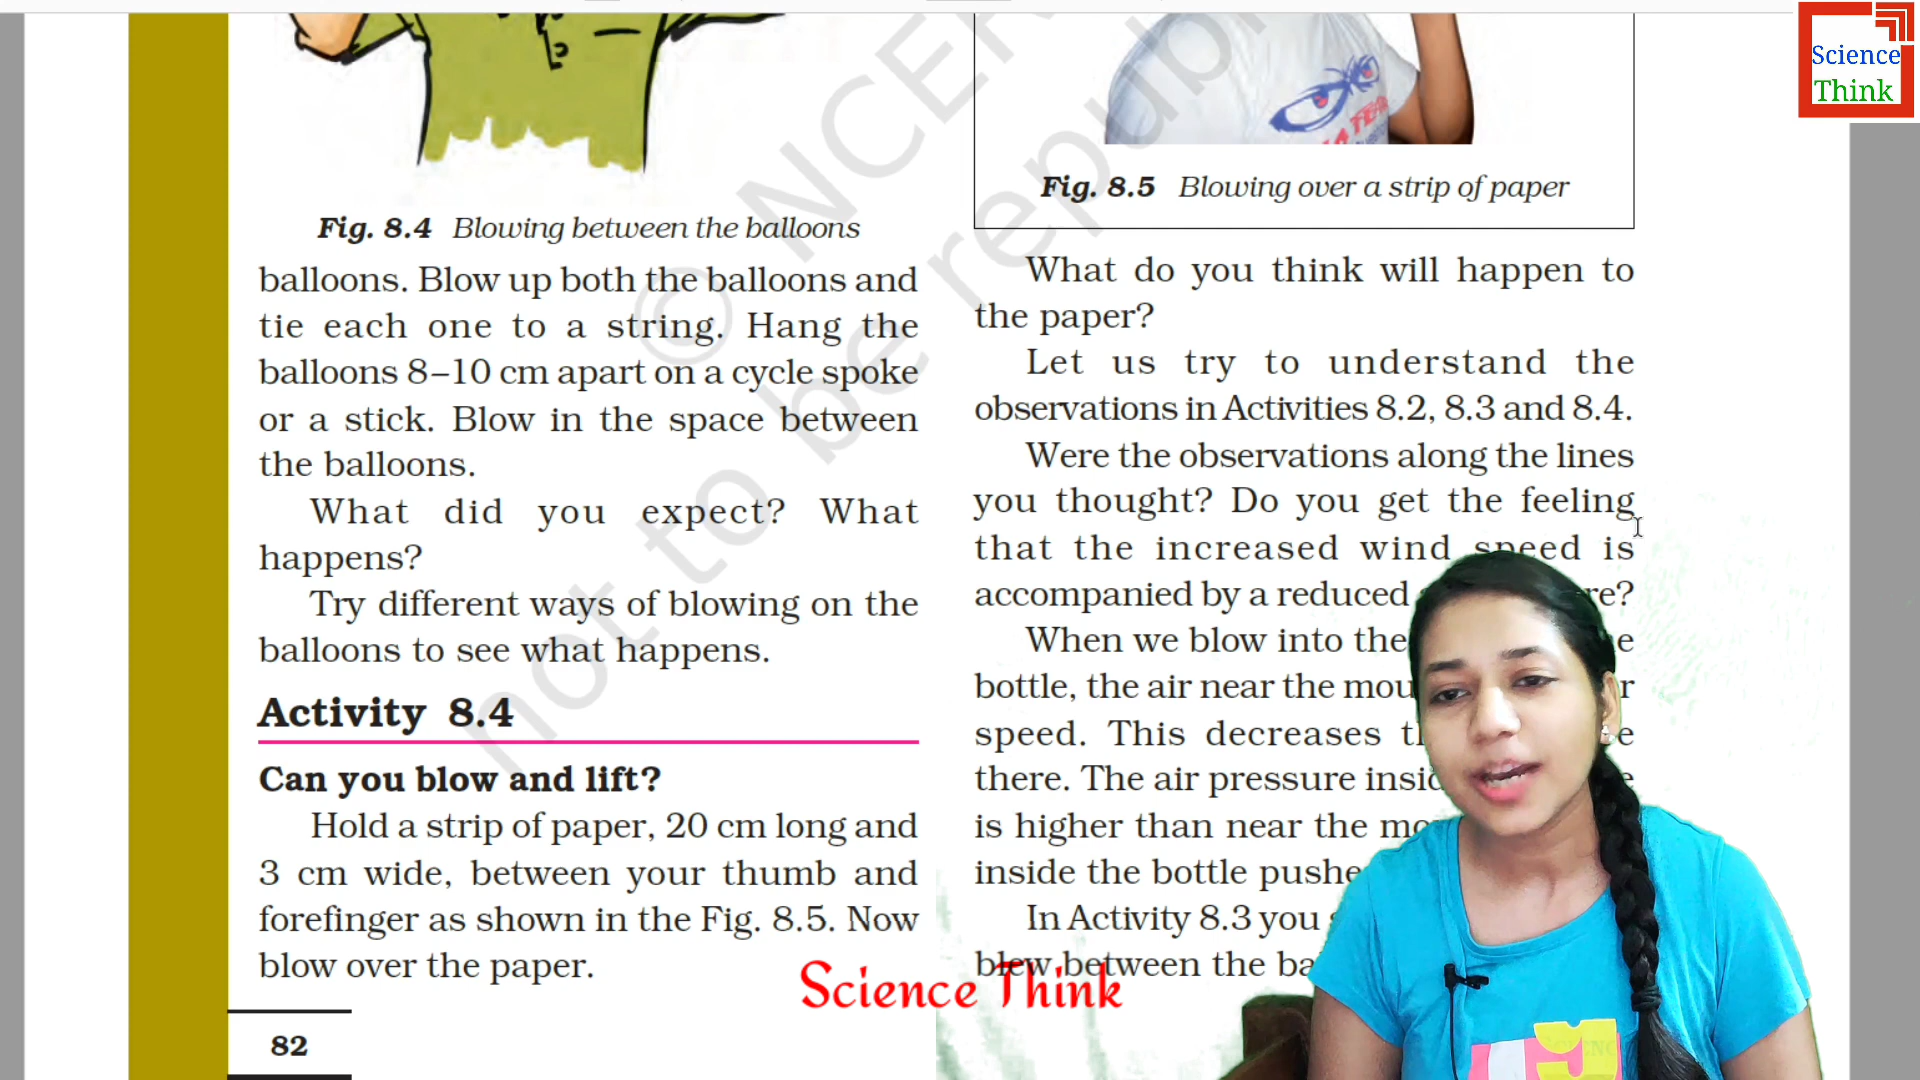 Science
Think
Fig. 8.4 Blowing between the balloons
balloons. Blow up both the balloons and
tie each one to a string. Hang the
balloons 8–10 cm apart on a cycle spoke
or a stick. Blow in the space between
the balloons.
What did you expect? What
happens?
Try different ways of blowing on the
balloons to see what happens.
Activity 8.4
Can you blow and lift?
Hold a strip of paper, 20 cm long and
3 cm wide, between your thumb and
forefinger as shown in the Fig. 8.5. Now
blow over the paper.
82
Fig. 8.5 Blowing over a strip of paper
What do you think will happen to
the paper?
Let us try to understand the
observations in Activities 8.2, 8.3 and 8.4.
Were the observations along the lines
you thought? Do you get the feeling
that the increased wind speed is
accompanied by a reduced
When we blow into the
bottle, the air near the
speed. This decreases
there. The air pressure
is higher than near the
inside the bottle
In Activity 8.3 you
blew between the
© NCER
not to be republ
Science Think